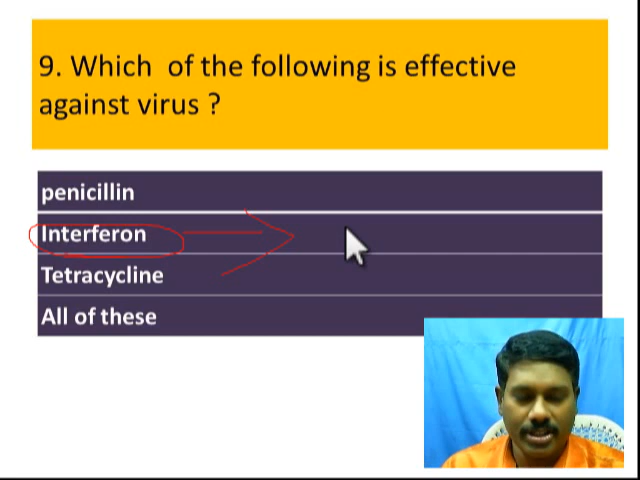 9. Which of the following is effective
against virus ?
penicillin
Interferon
Tetracycline
All of these